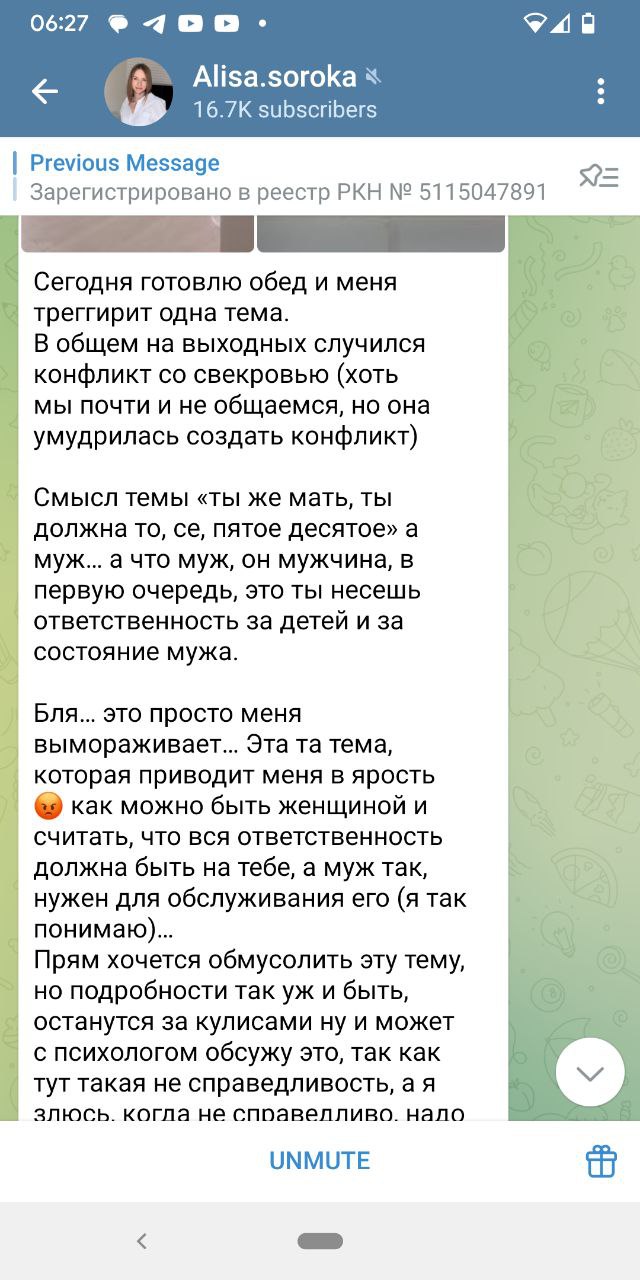 06:27
Alisa.soroka
16.7K subscribers
Previous Message
Зарегистрировано в реестр РКН № 5115047891
Сегодня готовлю обед и меня
треггирит одна тема.
В общем на выходных случился
конфликт со свекровью (хоть
мы почти и не общаемся, но она
умудрилась создать конфликт)
Смысл темы «ты же мать, ты
должна то, се, пятое десятое» а
муж... а что муж, он мужчина, в
первую очередь, это ты несешь
ответственность за детей и за
состояние мужа.
Бля... это просто меня
вымораживает... Эта та тема,
которая приводит меня в ярость
😡 как можно быть женщиной и
считать, что вся ответственность
должна быть на тебе, а муж так,
нужен для обслуживания его (я так
понимаю)...
Прям хочется обмусолить эту тему,
но подробности так уж и быть,
останутся за кулисами ну и может
с психологом обсужу это, так как
тут такая не справедливость, а я
злюсь, когда не справедливо, надо
UNMUTE